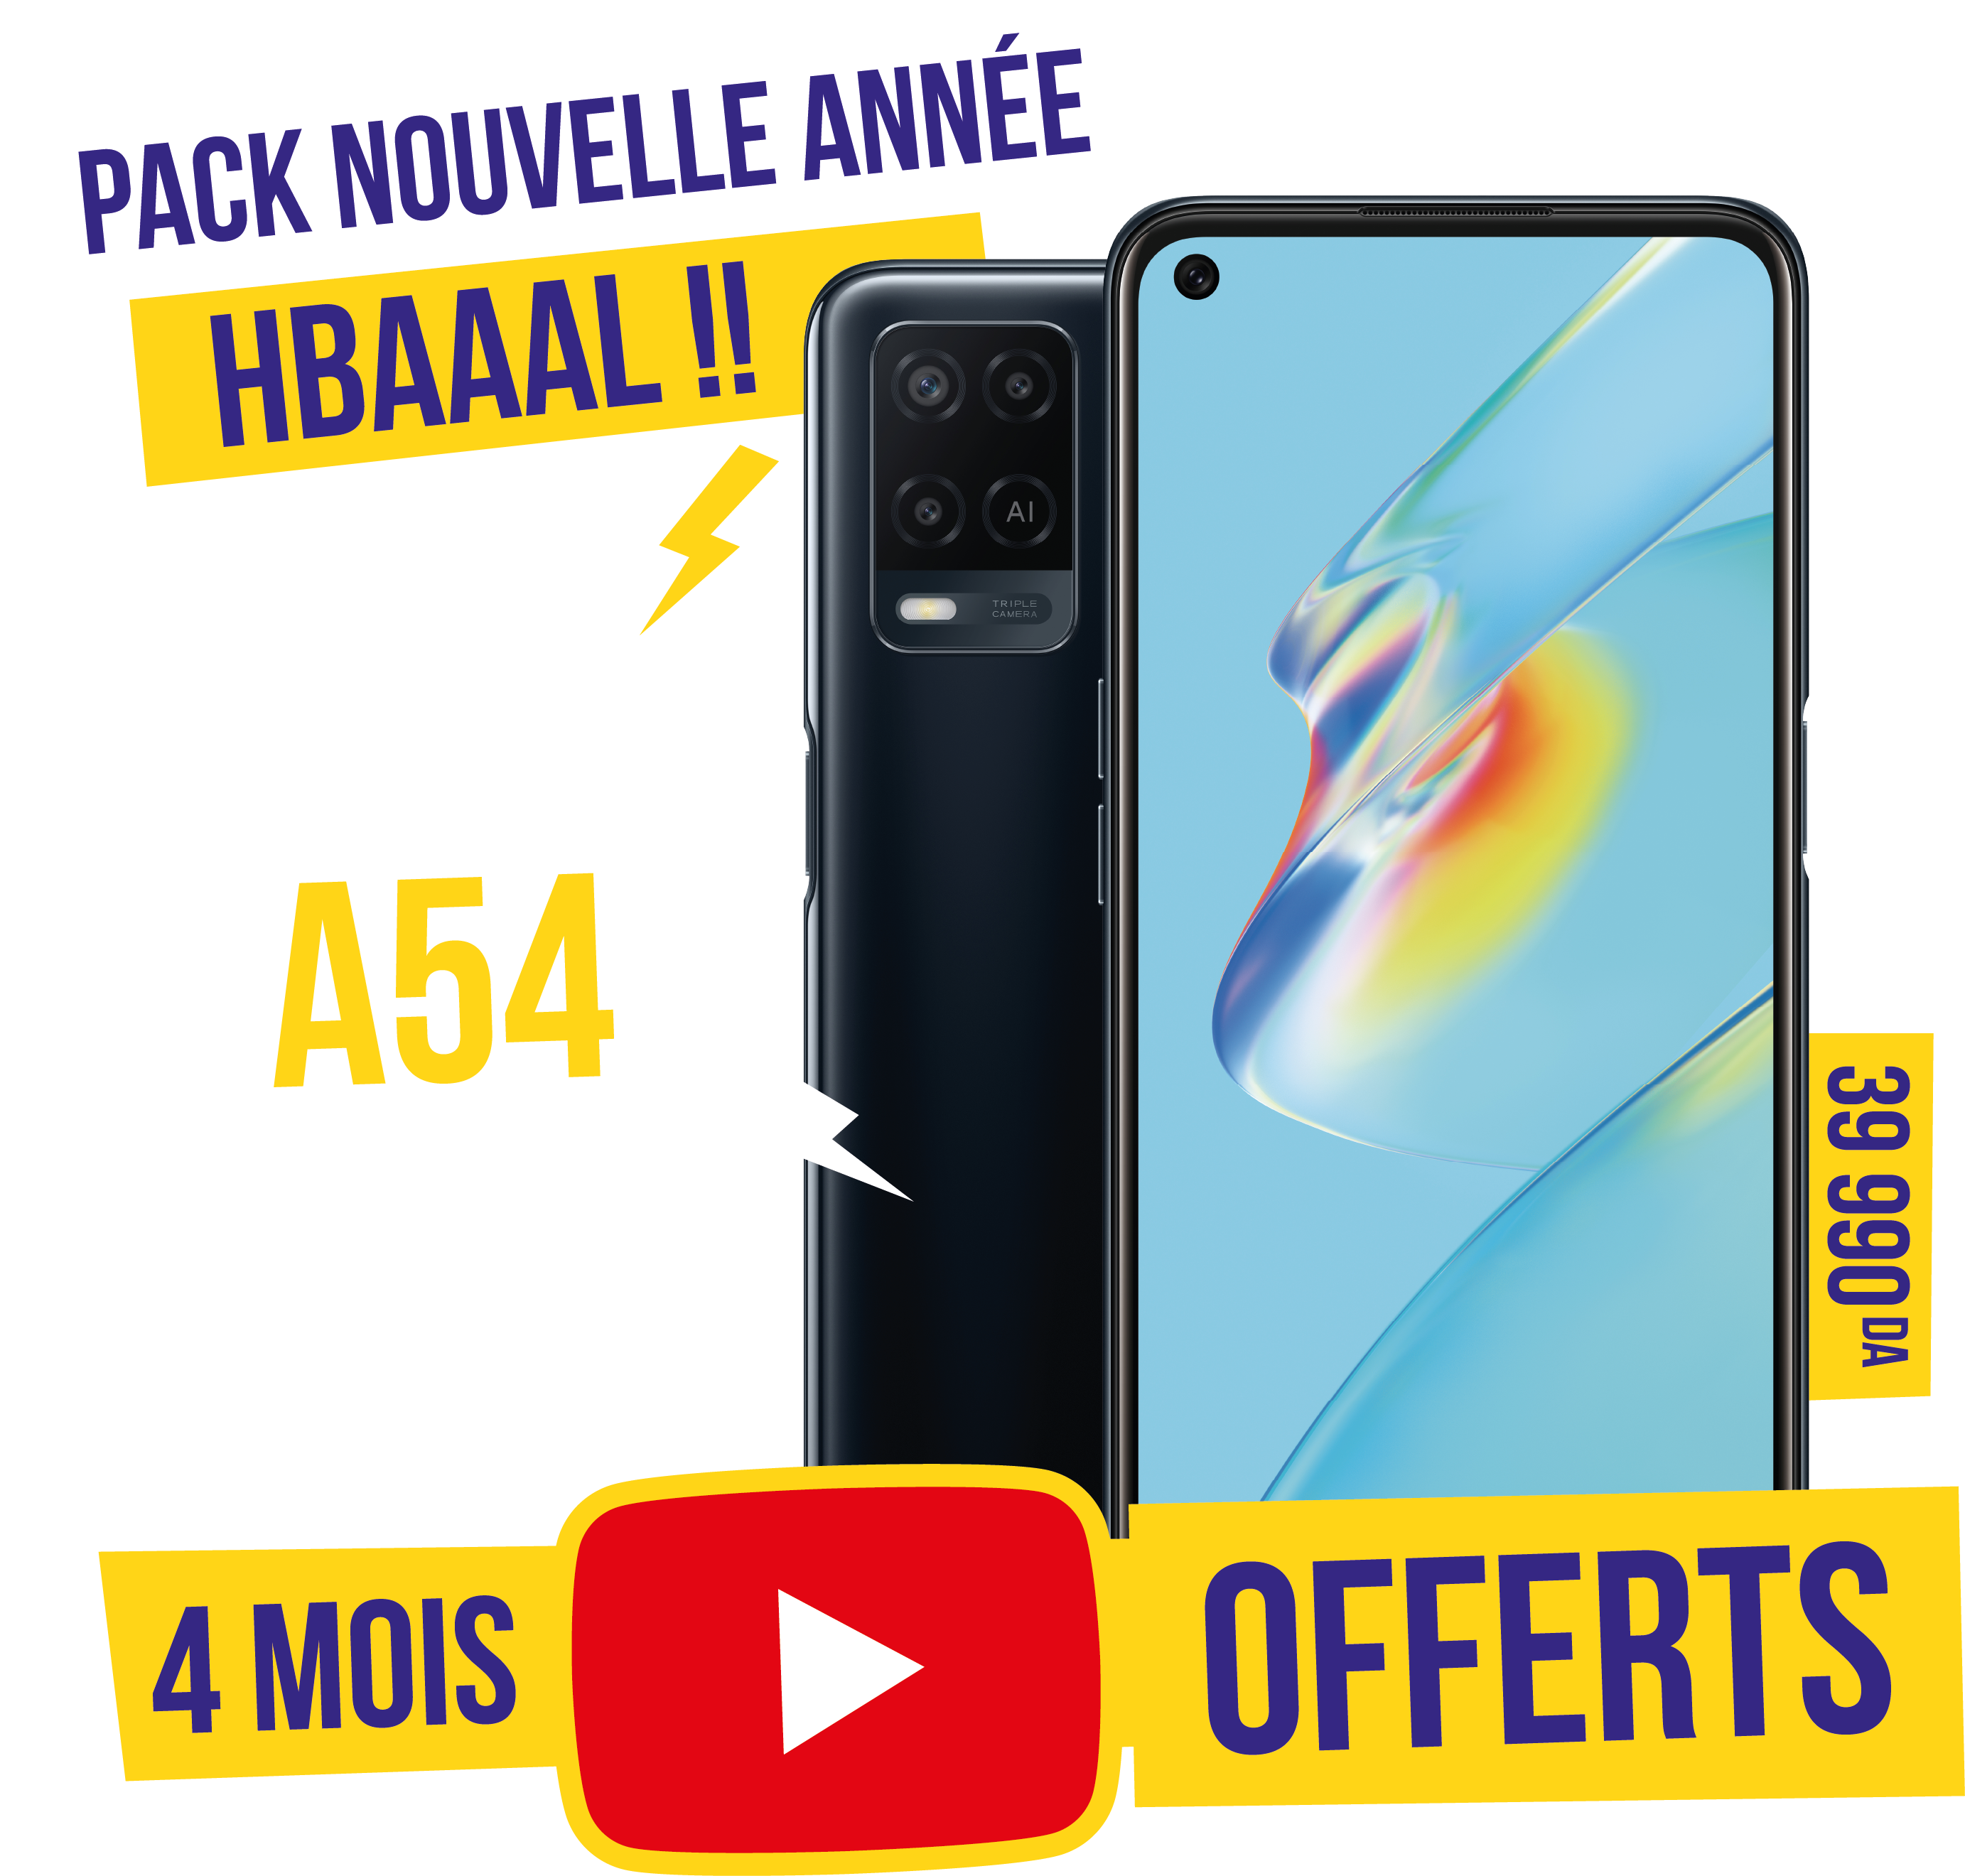 PACK NOUVELLE ANNÉE
HBAAAL !!
AI
TRIPLE
CAMERA
A54
39 990 DA
4 MOIS
OFFERTS